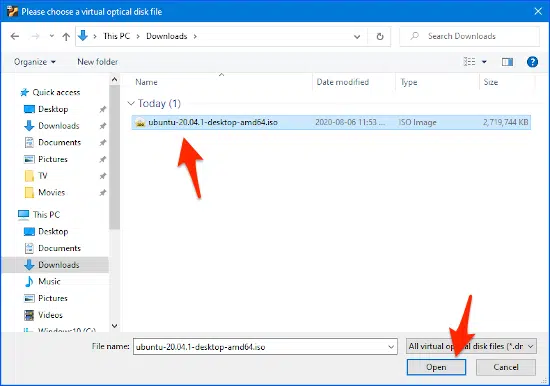 Please choose a virtual optical disk file
This PC
Downloads
Search Downloads
Organize
New folder
Name
Date modified
Type
Size
Quick access
Desktop
Downloads
Documents
Pictures
TV
Movies
This PC
Desktop
Documents
Downloads
Music
Pictures
Videos
Windows10 (C:)
Today (1)
ubuntu-20.04.1-desktop-amd64.iso
2020-08-06 11:53 ...
ISO Image
2,719,744 KB
File name:
ubuntu-20.04.1-desktop-amd64.iso
All virtual optical disk files (*.dr
Open
Cancel